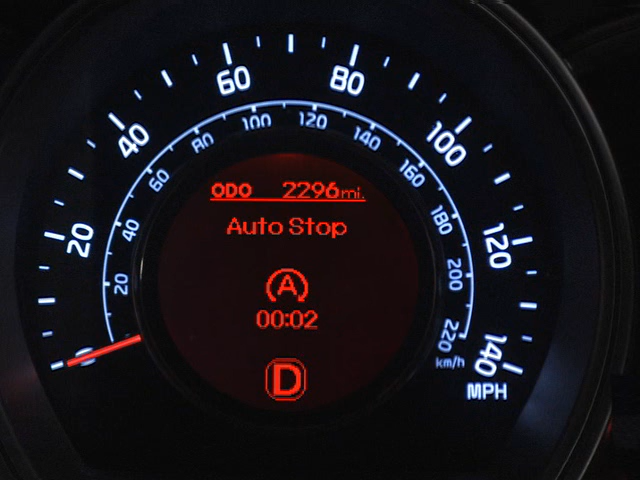 60 80
40 100
20 120
140
MPH
80 100 120 140
60 160
40 180
20 200
220
km/h
ODO 2296mi.
Auto Stop
A
00:02
D